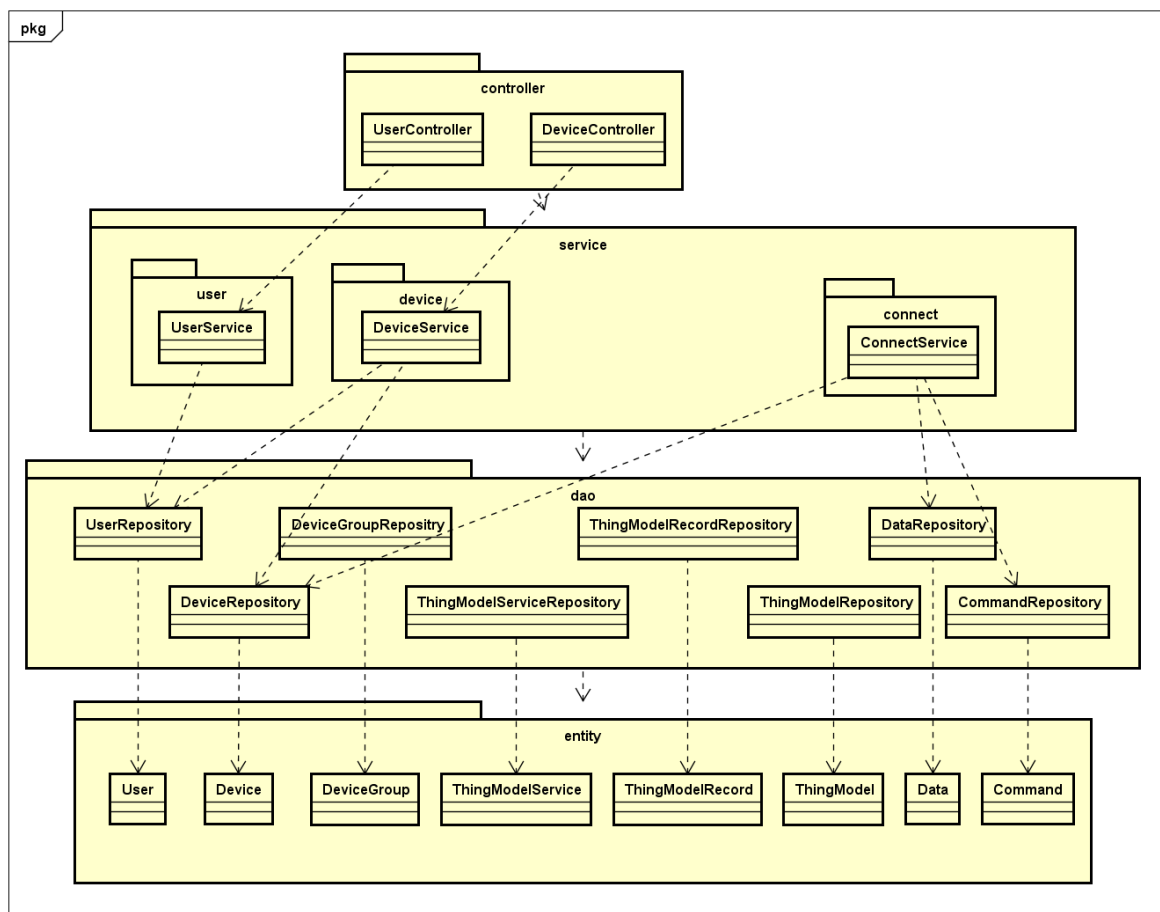 pkg
controller
UserController
DeviceController
service
user
device
connect
UserService
DeviceService
ConnectService
dao
UserRepository
DeviceGroupRepositry
ThingModelRecordRepository
DataRepository
DeviceRepository
ThingModelServiceRepository
ThingModelRepository
CommandRepository
entity
User
Device
DeviceGroup
ThingModelService
ThingModelRecord
ThingModel
Data
Command